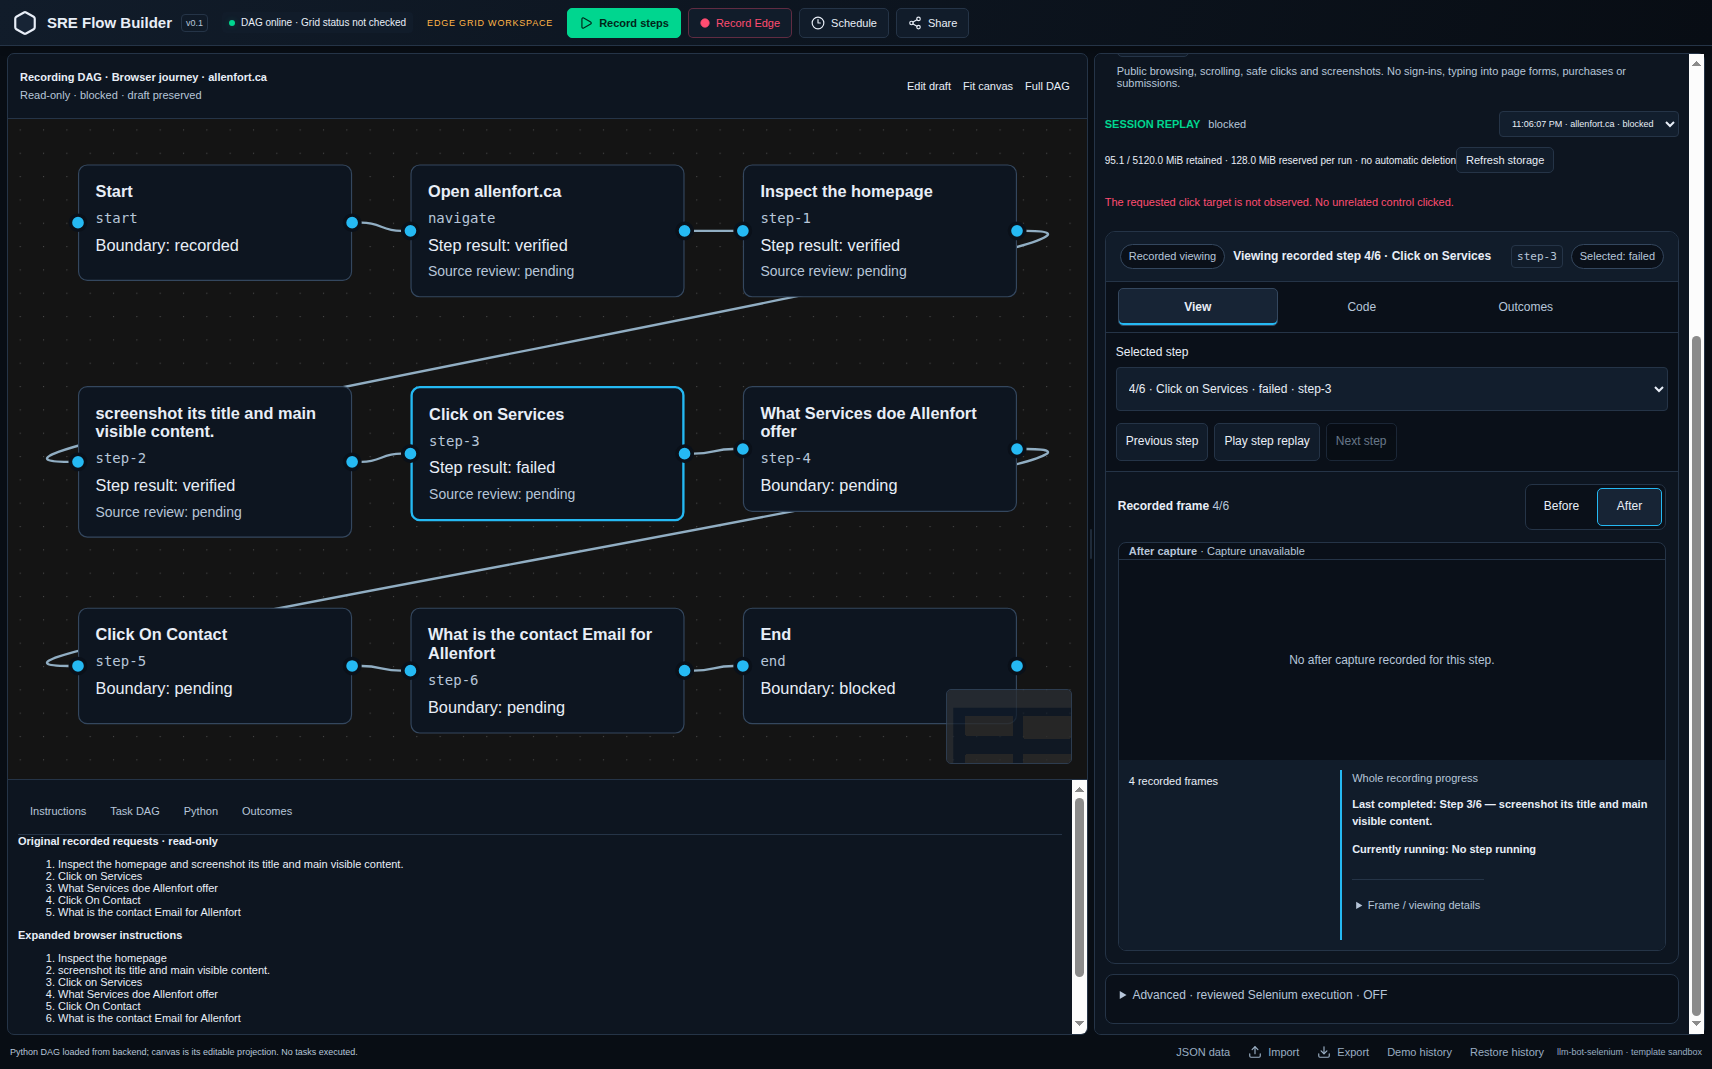 SRE Flow Builder v0.1 DAG online · Grid status not checked EDGE GRID WORKSPACE Record steps Record Edge Schedule Share
Recording DAG · Browser journey · allenfort.ca
Read-only · blocked · draft preserved
Edit draft Fit canvas Full DAG
Start
start
Boundary: recorded
Open allenfort.ca
navigate
Step result: verified
Source review: pending
Inspect the homepage
step-1
Step result: verified
Source review: pending
screenshot its title and main
visible content.
step-2
Step result: verified
Source review: pending
Click on Services
step-3
Step result: failed
Source review: pending
What Services doe Allenfort
offer
step-4
Boundary: pending
Click On Contact
step-5
Boundary: pending
What is the contact Email for
Allenfort
step-6
Boundary: pending
End
end
Boundary: blocked
Instructions Task DAG Python Outcomes
Original recorded requests · read-only
1. Inspect the homepage and screenshot its title and main visible content.
2. Click on Services
3. What Services doe Allenfort offer
4. Click On Contact
5. What is the contact Email for Allenfort
Expanded browser instructions
1. Inspect the homepage
2. screenshot its title and main visible content.
3. Click on Services
4. What Services doe Allenfort offer
5. Click On Contact
6. What is the contact Email for Allenfort
Public browsing, scrolling, safe clicks and screenshots. No sign-ins, typing into page forms, purchases or
submissions.
SESSION REPLAY blocked 11:06:07 PM · allenfort.ca · blocked
95.1 / 5120.0 MiB retained · 128.0 MiB reserved per run · no automatic deletion Refresh storage
The requested click target is not observed. No unrelated control clicked.
Recorded viewing Viewing recorded step 4/6 · Click on Services step-3 Selected: failed
View Code Outcomes
Selected step
4/6 · Click on Services · failed · step-3
Previous step Play step replay Next step
Recorded frame 4/6 Before After
After capture · Capture unavailable
No after capture recorded for this step.
4 recorded frames
Whole recording progress
Last completed: Step 3/6 — screenshot its title and main
visible content.
Currently running: No step running
Frame / viewing details
Advanced · reviewed Selenium execution · OFF
Python DAG loaded from backend; canvas is its editable projection. No tasks executed.
JSON data Import Export Demo history Restore history llm-bot-selenium · template sandbox